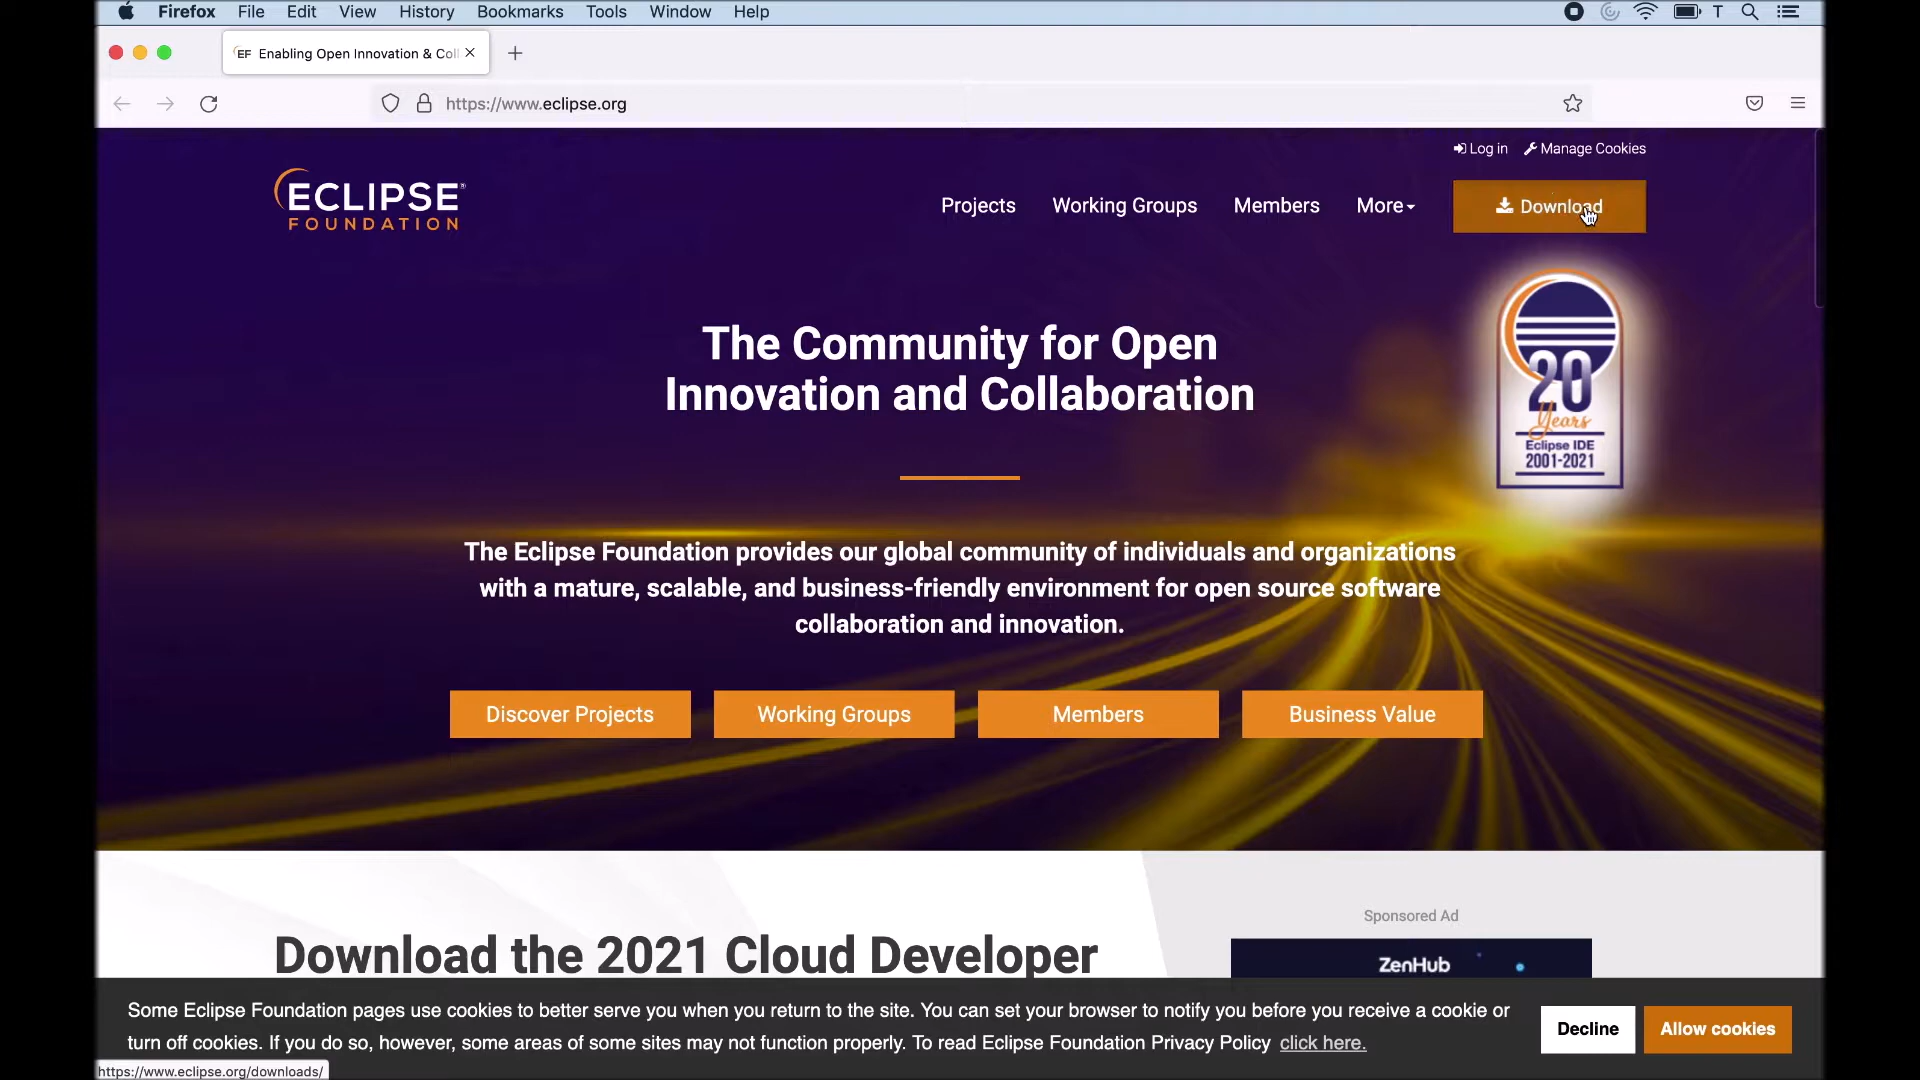 Firefox File Edit View History Bookmarks Tools Window Help
T
EF Enabling Open Innovation & Coll
https://www.eclipse.org
Log in Manage Cookies
ECLIPSE®
FOUNDATION
Projects Working Groups Members More Download
The Community for Open
Innovation and Collaboration
20
Years
Eclipse IDE
2001-2021
The Eclipse Foundation provides our global community of individuals and organizations
with a mature, scalable, and business-friendly environment for open source software
collaboration and innovation.
Discover Projects Working Groups Members Business Value
Sponsored Ad
Download the 2021 Cloud Developer
ZenHub
Some Eclipse Foundation pages use cookies to better serve you when you return to the site. You can set your browser to notify you before you receive a cookie or
turn off cookies. If you do so, however, some areas of some sites may not function properly. To read Eclipse Foundation Privacy Policy click here.
Decline Allow cookies
https://www.eclipse.org/downloads/